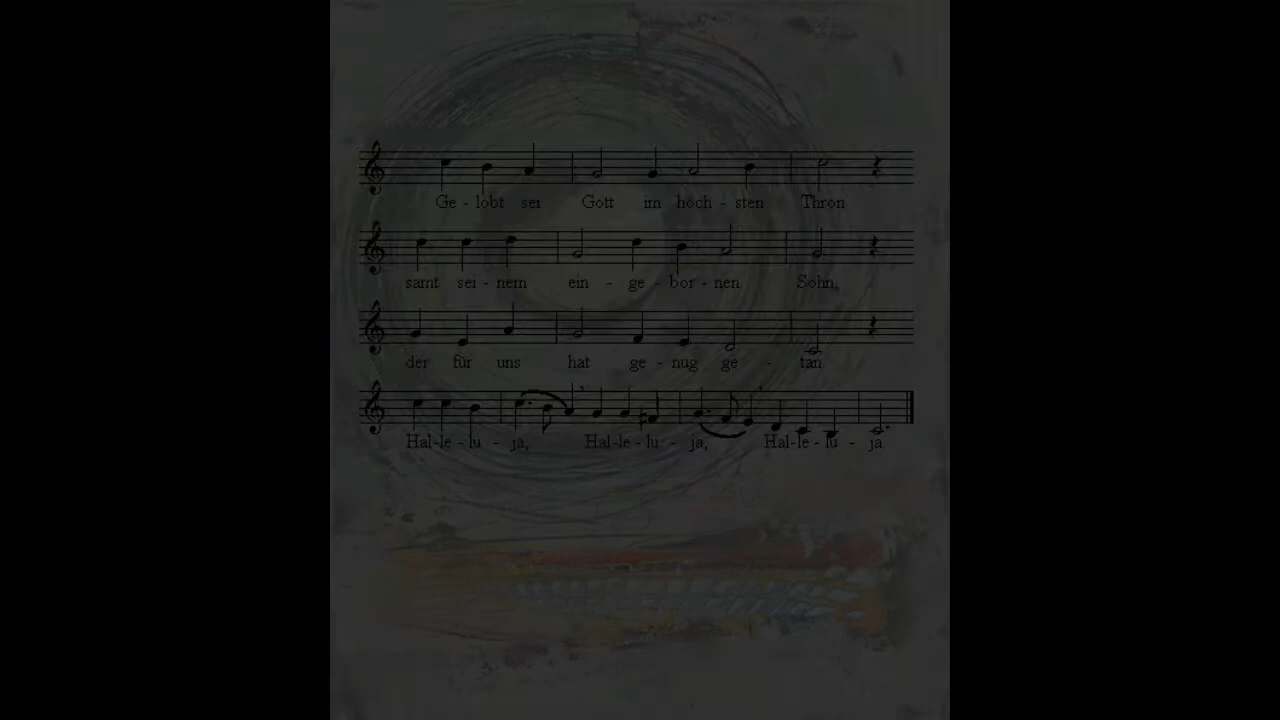 Ge - lobt sei Gott im höch - sten Thron
samt sei - nem ein - ge - bor - nen Sohn,
der für uns hat ge - nug ge - tan.
Hal-le - lu - ja, Hal-le - lu - ja, Hal-le - lu - ja